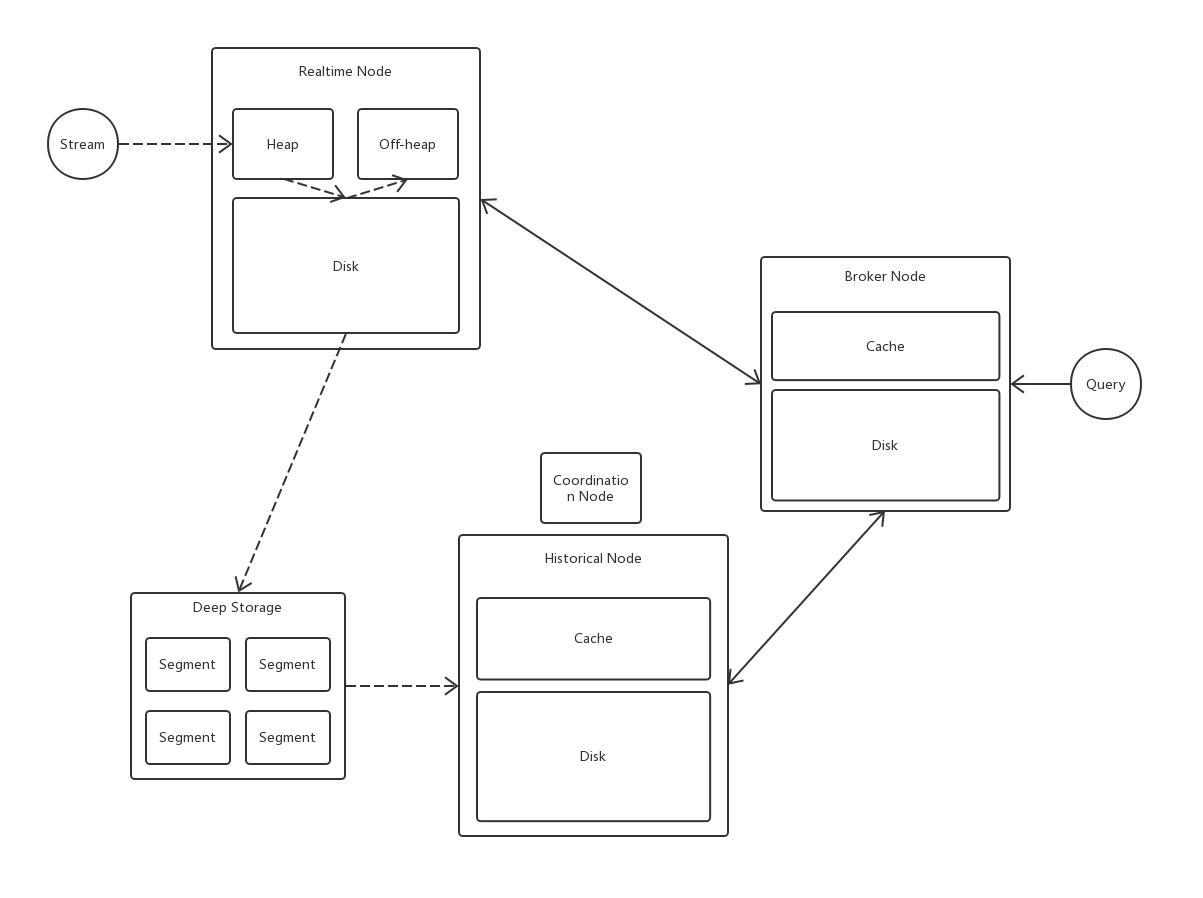 Realtime Node
Stream
Heap
Off-heap
Disk
Broker Node
Cache
Disk
Query
Coordinatio
n Node
Historical Node
Cache
Disk
Deep Storage
Segment
Segment
Segment
Segment